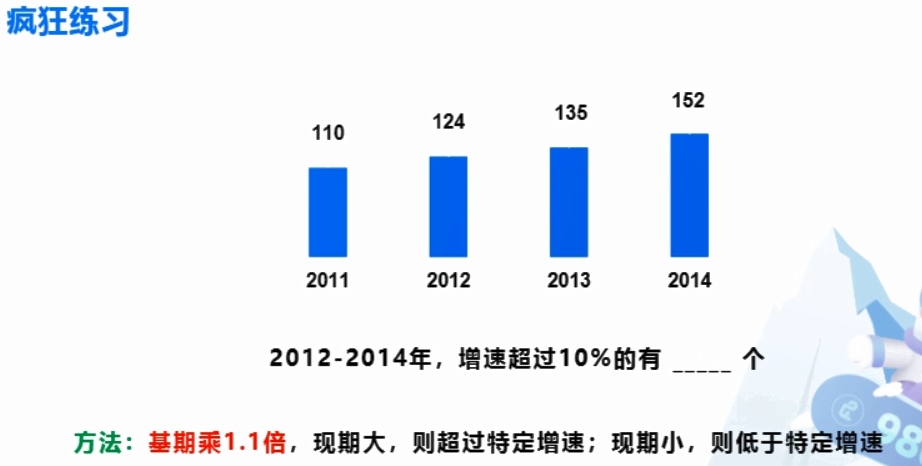 疯狂练习
110 124 135 152
2011 2012 2013 2014
2012-2014年，增速超过10%的有 _____ 个
方法：基期乘1.1倍，现期大，则超过特定增速；现期小，则低于特定增速